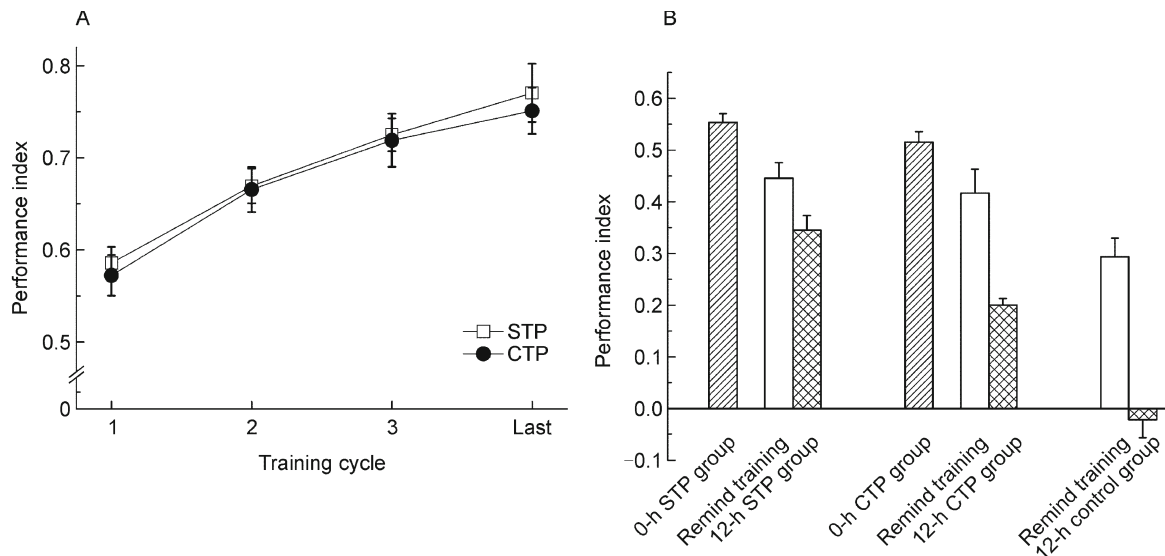 A
Performance index
0.8
0.7
0.6
0.5
0
1 2 3 Last
Training cycle
STP
CTP
B
Performance index
0.6
0.5
0.4
0.3
0.2
0.1
0.0
−0.1
0-h STP group
Remind training
12-h STP group
0-h CTP group
Remind training
12-h CTP group
Remind training
12-h control group